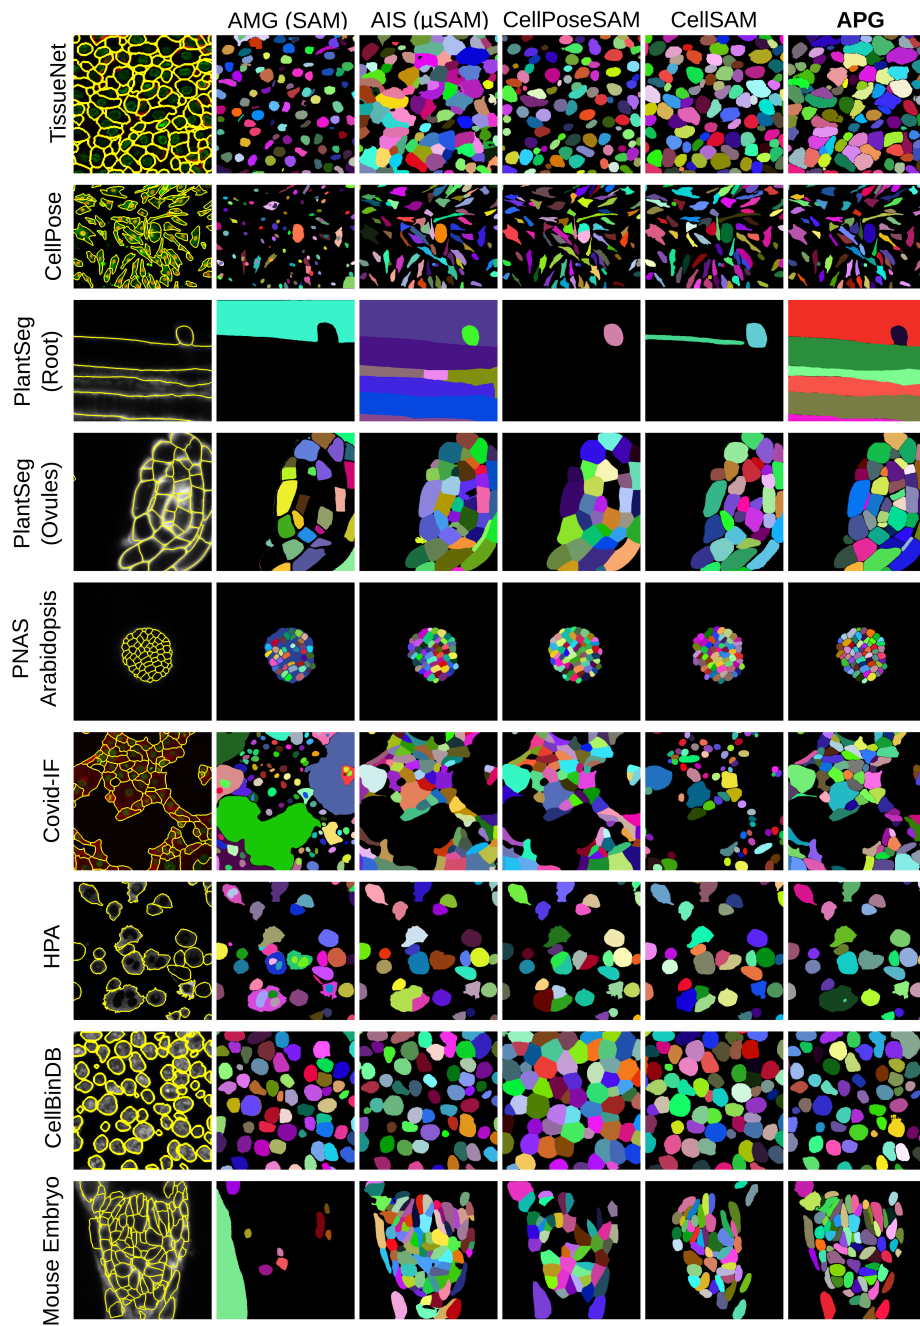 AMG (SAM) AIS (μSAM) CellPoseSAM CellSAM APG
TissueNet
CellPose
PlantSeg
(Root)
PlantSeg
(Ovules)
PNAS
Arabidopsis
Covid-IF
HPA
CellBinDB
Mouse Embryo